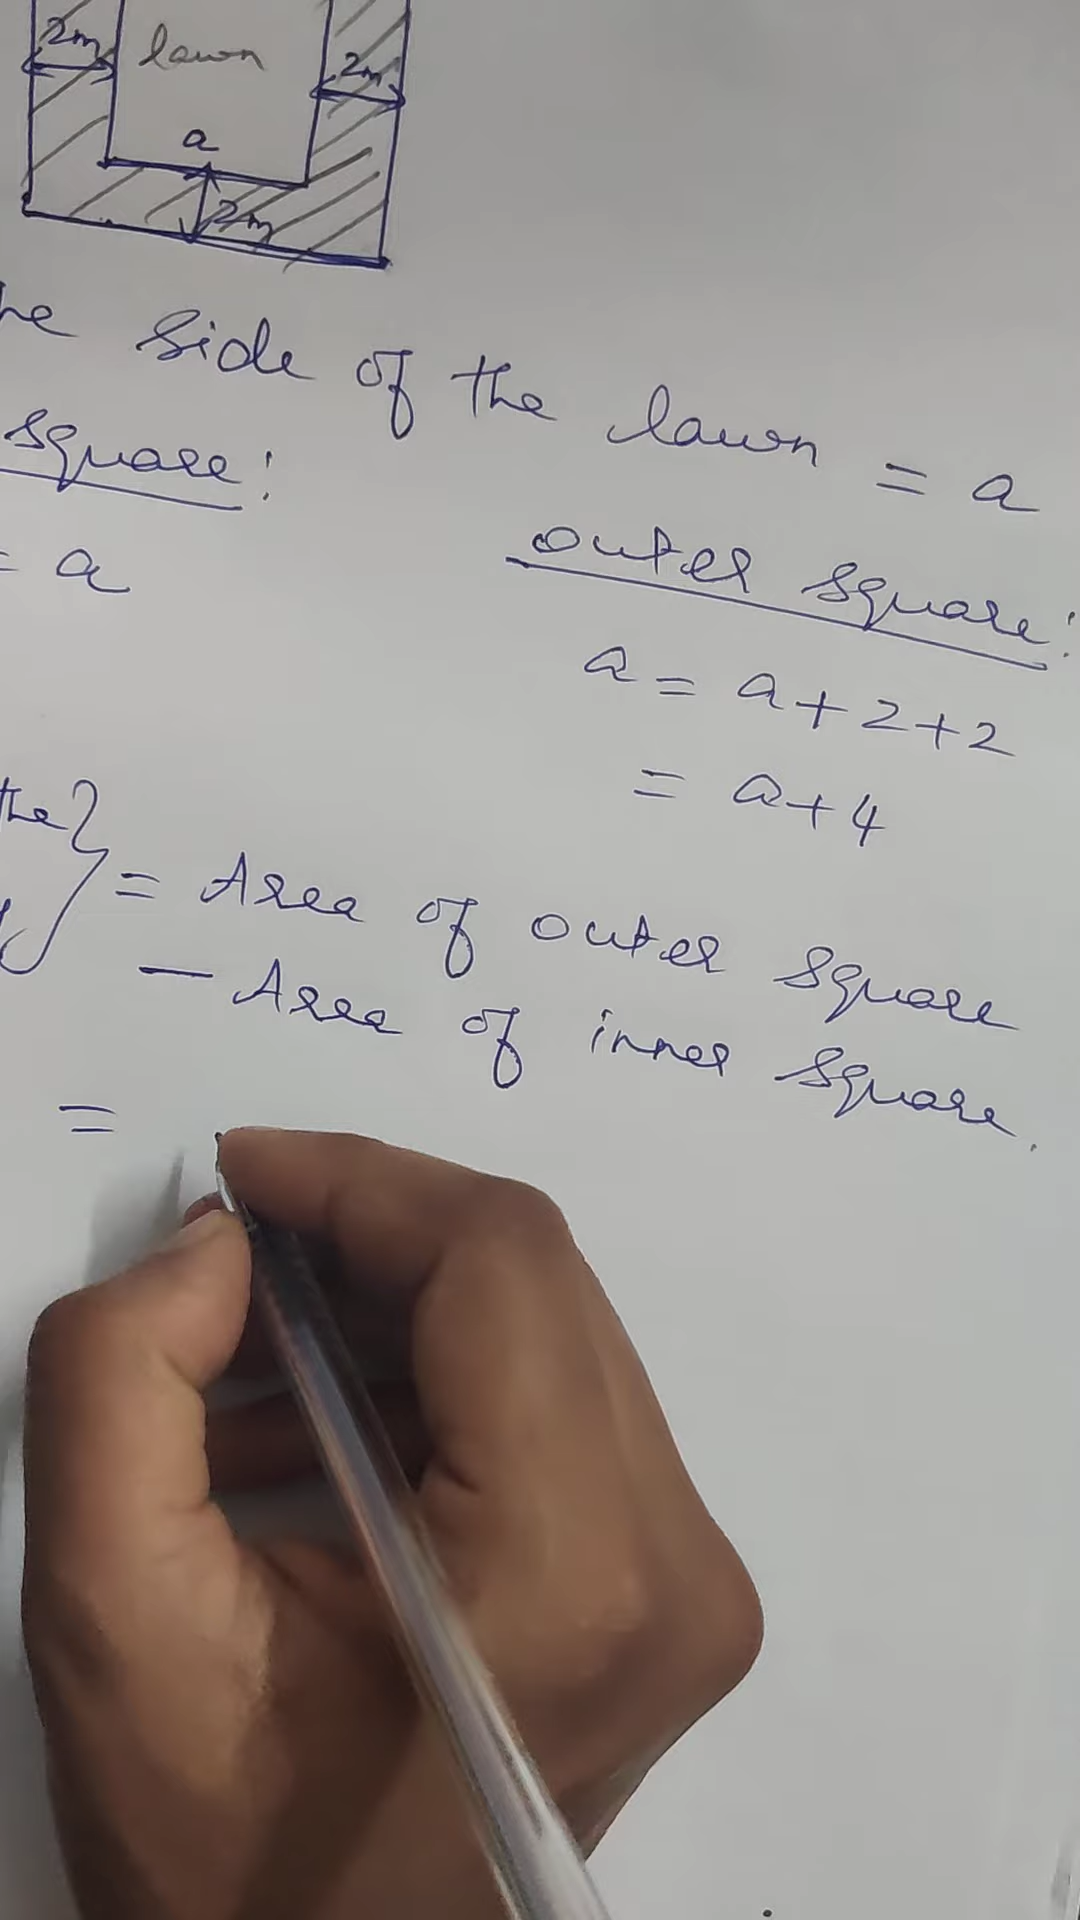 2m lawn 2m
a
2m
side of the lawn = a
square:
= a
outer square:
a = a + 2 + 2
= a + 4
the } = Area of outer square
— Area of inner square.
=